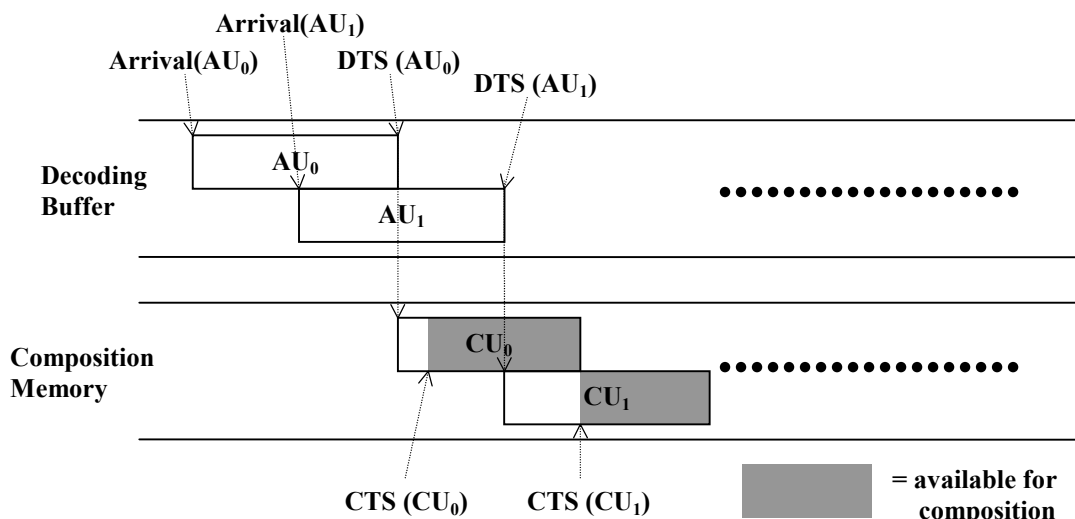 Arrival(AU₁)
Arrival(AU₀)
DTS (AU₀)
DTS (AU₁)
Decoding
Buffer
AU₀
AU₁
Composition
Memory
CU₀
CU₁
CTS (CU₀)
CTS (CU₁)
= available for
composition